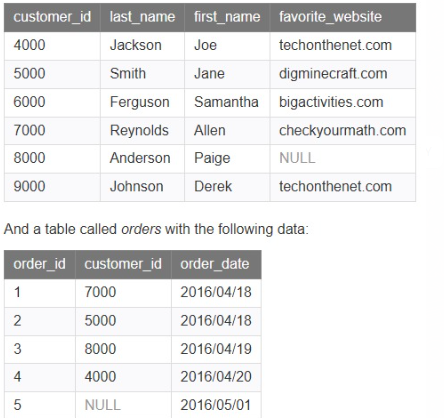 customer_id last_name first_name favorite_website
4000 Jackson Joe techonthenet.com
5000 Smith Jane digminecraft.com
6000 Ferguson Samantha bigactivities.com
7000 Reynolds Allen checkyourmath.com
8000 Anderson Paige NULL
9000 Johnson Derek techonthenet.com
And a table called orders with the following data:
order_id customer_id order_date
1 7000 2016/04/18
2 5000 2016/04/18
3 8000 2016/04/19
4 4000 2016/04/20
5 NULL 2016/05/01